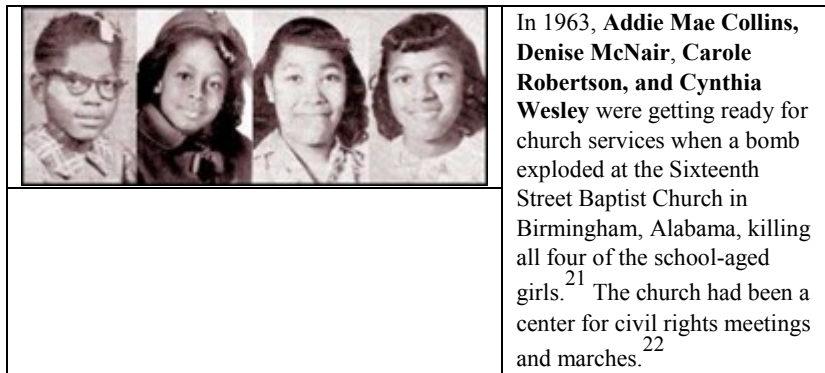 In 1963, Addie Mae Collins,
Denise McNair, Carole
Robertson, and Cynthia
Wesley were getting ready for
church services when a bomb
exploded at the Sixteenth
Street Baptist Church in
Birmingham, Alabama, killing
all four of the school-aged
girls.21 The church had been a
center for civil rights meetings
and marches.22